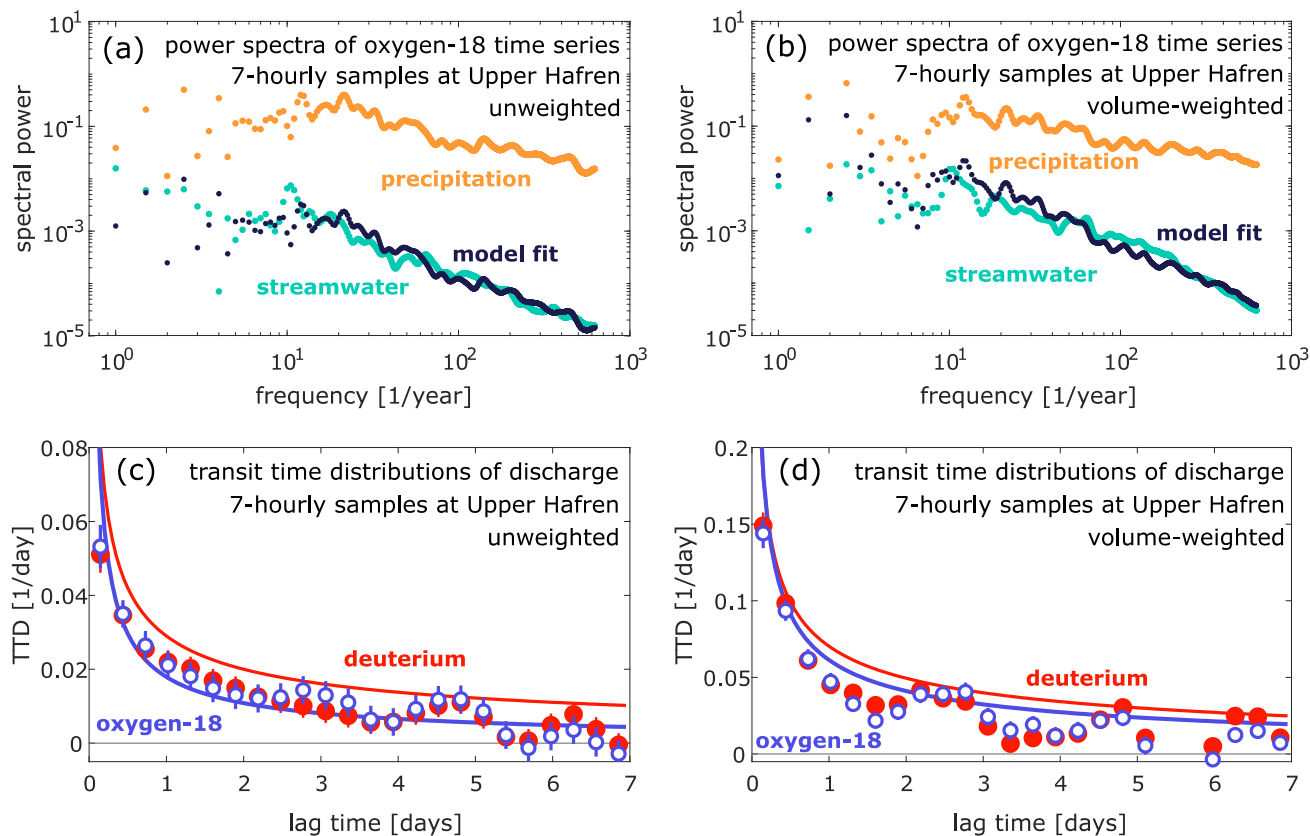 (a) power spectra of oxygen-18 time series
7-hourly samples at Upper Hafren
unweighted
precipitation
model fit
streamwater
spectral power
10^1
10^-1
10^-3
10^-5
10^0 10^1 10^2 10^3
frequency [1/year]
(b) power spectra of oxygen-18 time series
7-hourly samples at Upper Hafren
volume-weighted
precipitation
model fit
streamwater
spectral power
10^1
10^-1
10^-3
10^-5
10^0 10^1 10^2 10^3
frequency [1/year]
(c) transit time distributions of discharge
7-hourly samples at Upper Hafren
unweighted
deuterium
oxygen-18
TTD [1/day]
0.08
0.06
0.04
0.02
0
0 1 2 3 4 5 6 7
lag time [days]
(d) transit time distributions of discharge
7-hourly samples at Upper Hafren
volume-weighted
deuterium
oxygen-18
TTD [1/day]
0.2
0.15
0.1
0.05
0
0 1 2 3 4 5 6 7
lag time [days]